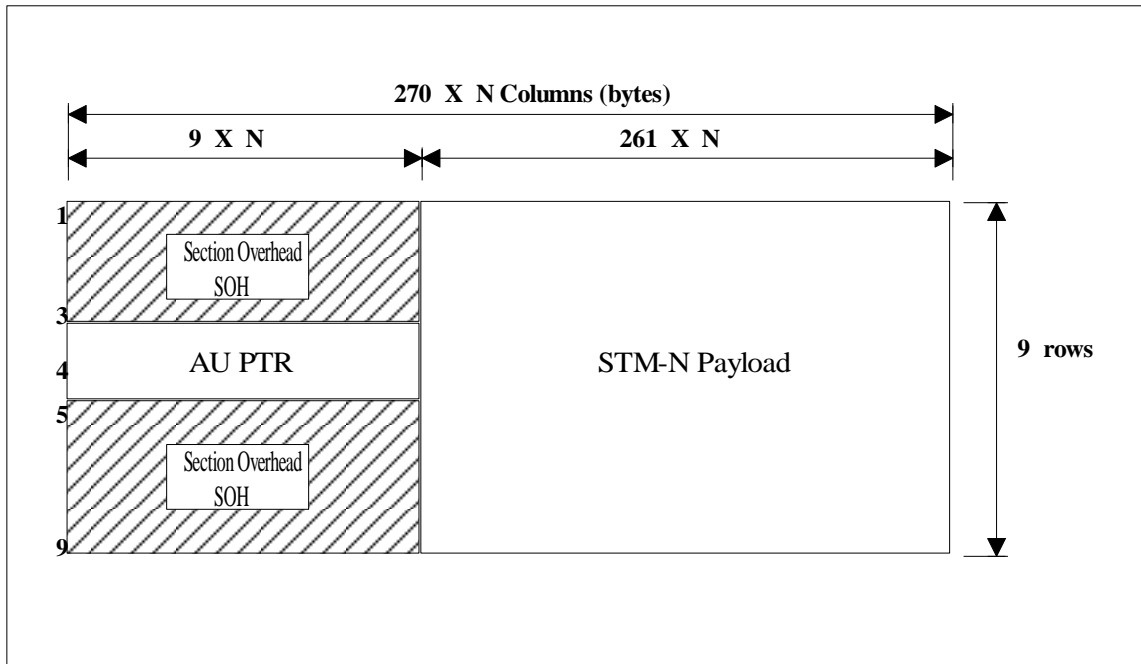 270 X N Columns (bytes)
9 X N
261 X N
1
Section Overhead
SOH
3
AU PTR
4
STM-N Payload
9 rows
5
Section Overhead
SOH
9